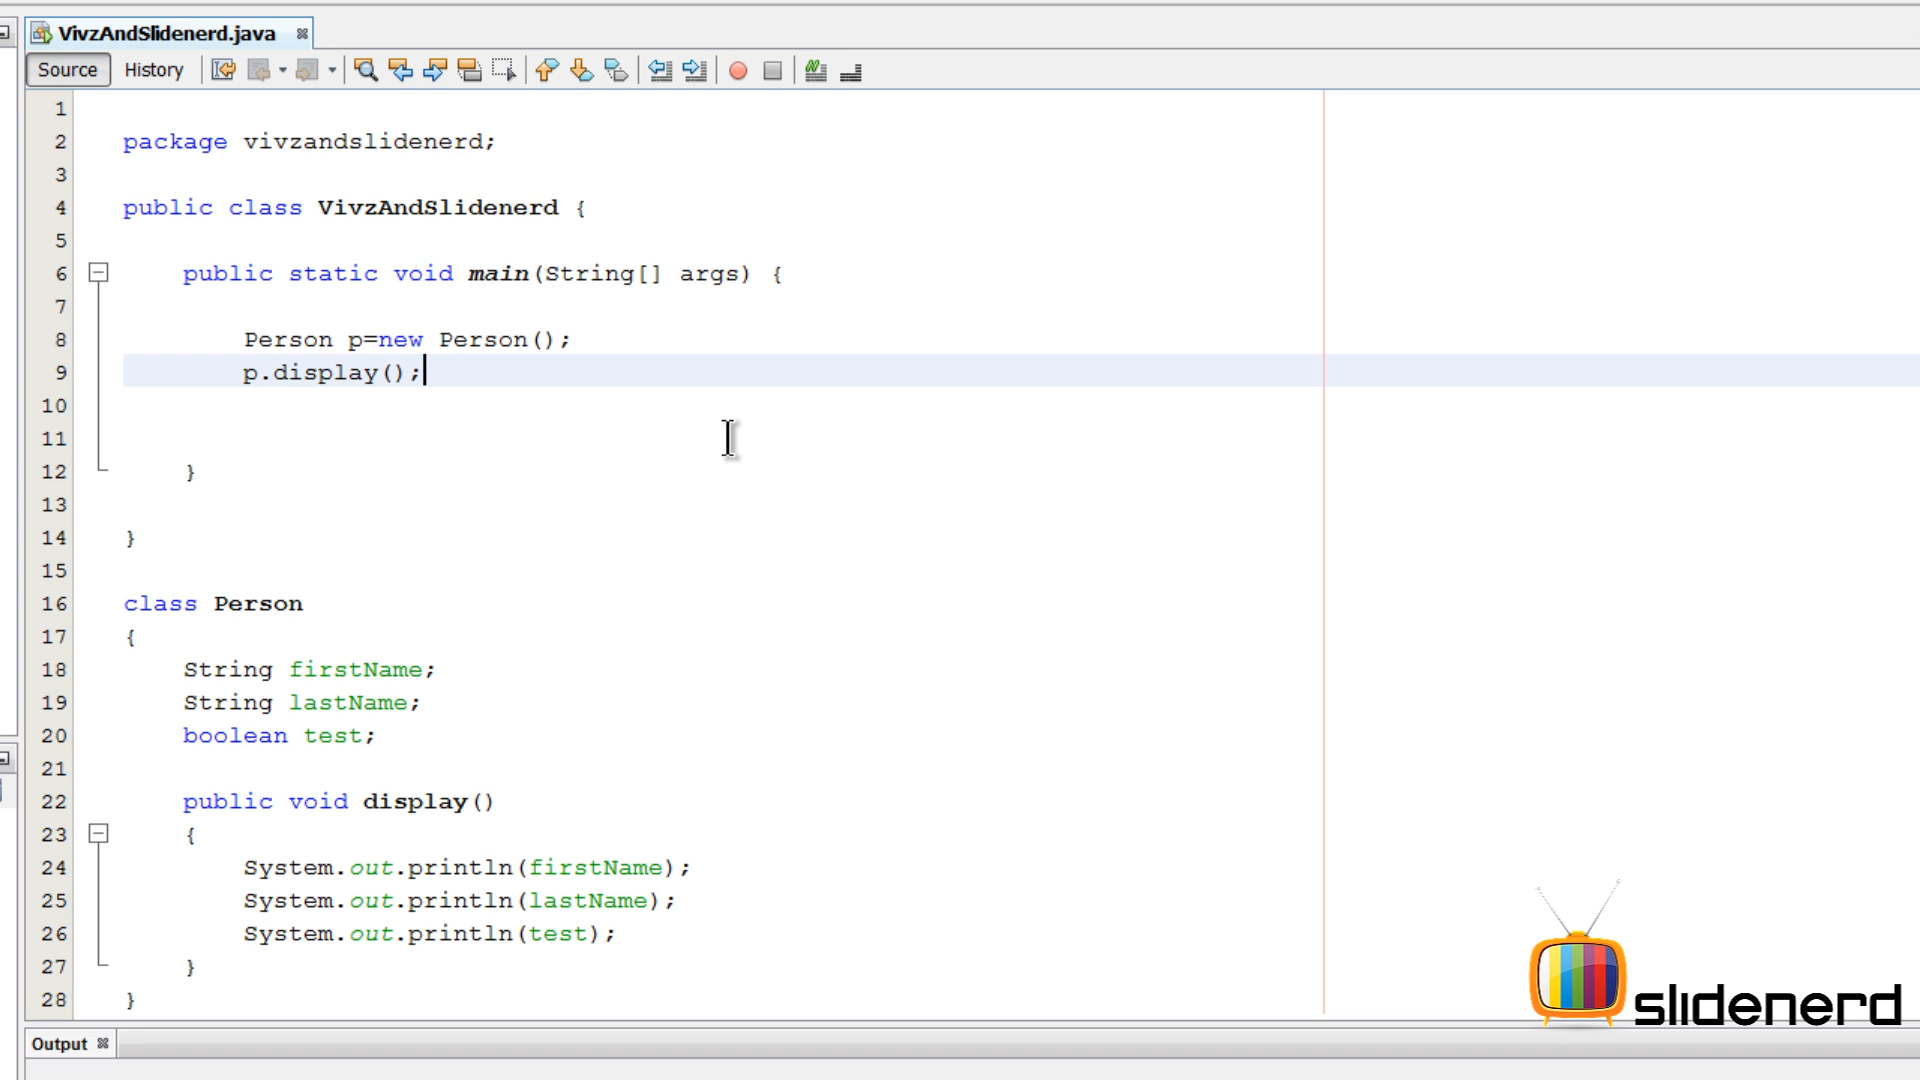 VivzAndSlidenerd.java
Source History
1
2 package vivzandslidenerd;
3
4 public class VivzAndSlidenerd {
5
6 public static void main(String[] args) {
7
8 Person p=new Person();
9 p.display();
10
11
12 }
13
14 }
15
16 class Person
17 {
18 String firstName;
19 String lastName;
20 boolean test;
21
22 public void display()
23 {
24 System.out.println(firstName);
25 System.out.println(lastName);
26 System.out.println(test);
27 }
28 }
slidenerd
Output